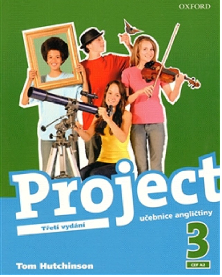 OXFORD
Project
Třetí vydání
učebnice angličtiny
3
CEF A2
Tom Hutchinson